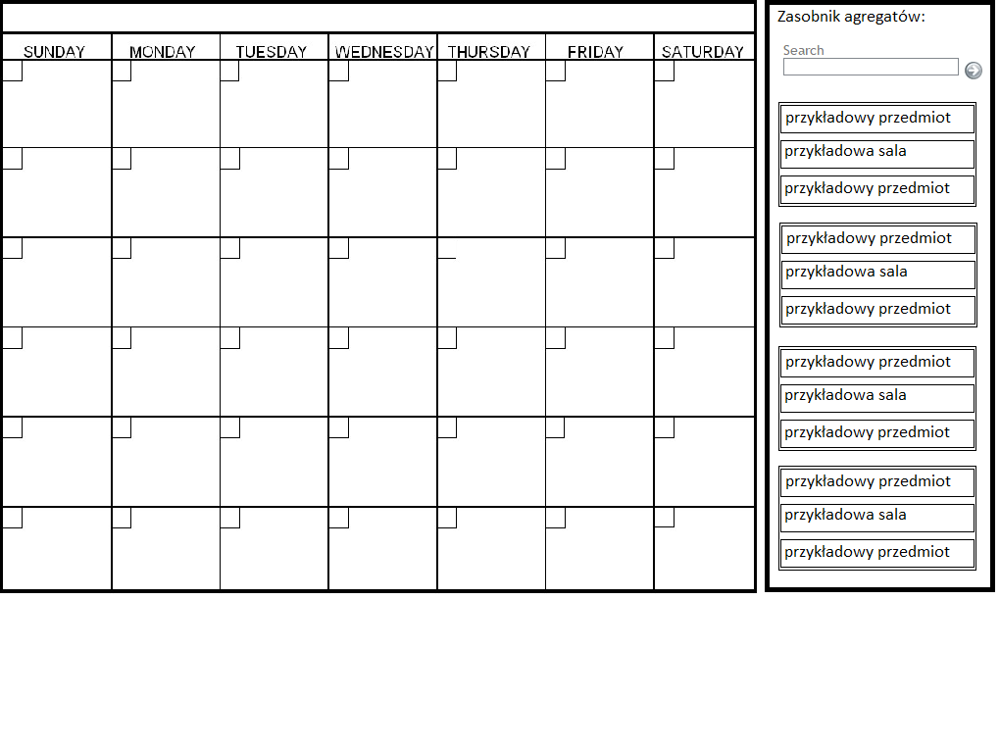 SUNDAY MONDAY TUESDAY WEDNESDAY THURSDAY FRIDAY SATURDAY
Zasobnik agregatów:
Search
przykładowy przedmiot
przykładowa sala
przykładowy przedmiot
przykładowy przedmiot
przykładowa sala
przykładowy przedmiot
przykładowy przedmiot
przykładowa sala
przykładowy przedmiot
przykładowy przedmiot
przykładowa sala
przykładowy przedmiot